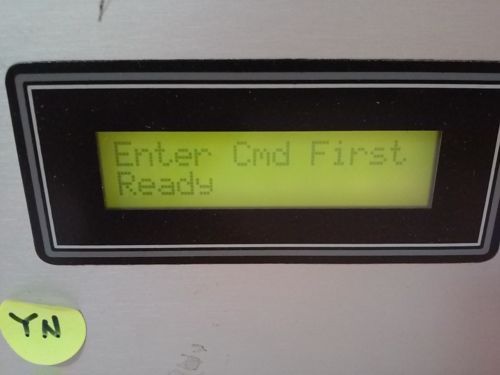 Enter Cmd First
Ready
YN